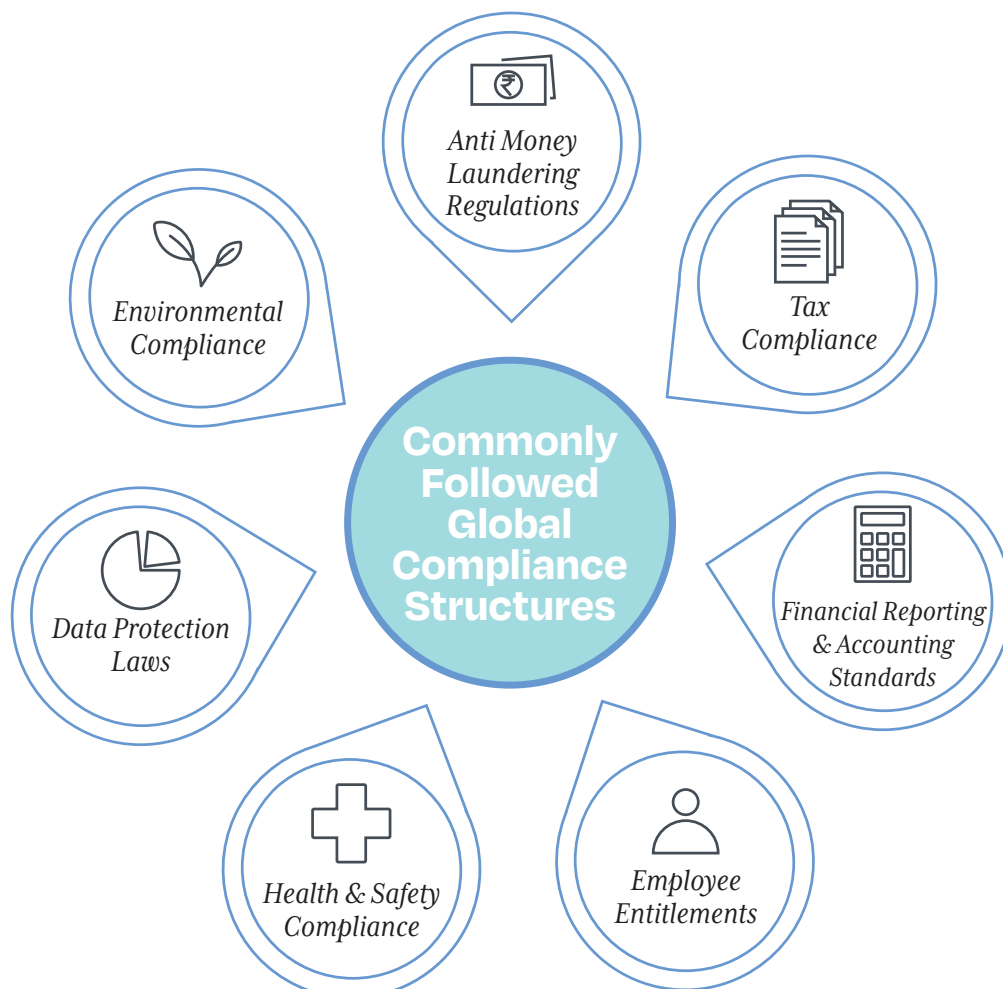 ₹
Anti Money
Laundering
Regulations
Tax
Compliance
Financial Reporting
& Accounting
Standards
Employee
Entitlements
Health & Safety
Compliance
Data Protection
Laws
Environmental
Compliance
Commonly
Followed
Global
Compliance
Structures